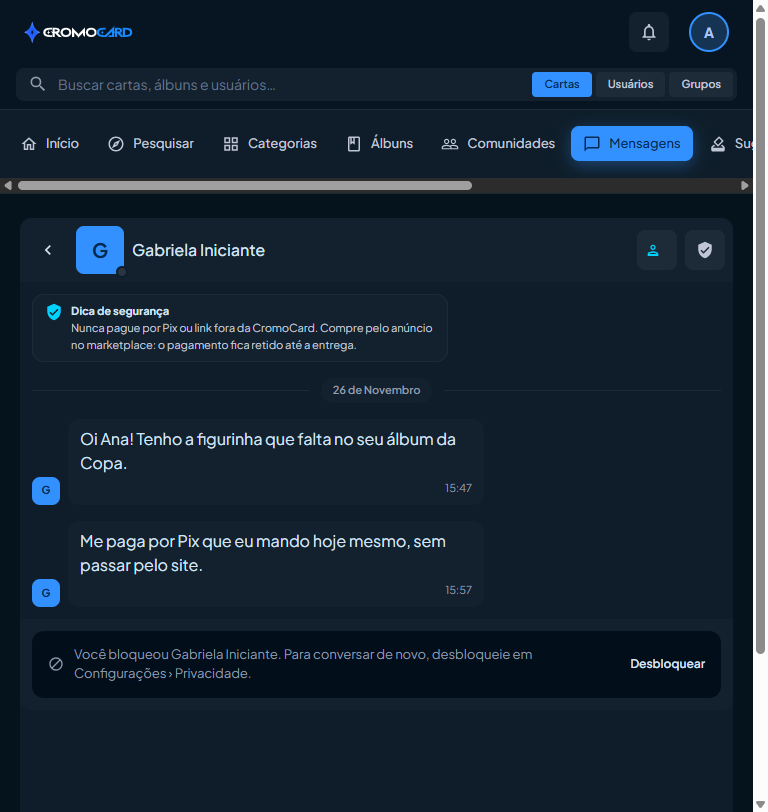 CROMOCARD
A
Buscar cartas, álbuns e usuários...
Cartas
Usuários
Grupos
Início
Pesquisar
Categorias
Álbuns
Comunidades
Mensagens
G
Gabriela Iniciante
Dica de segurança
Nunca pague por Pix ou link fora da CromoCard. Compre pelo anúncio
no marketplace: o pagamento fica retido até a entrega.
26 de Novembro
Oi Ana! Tenho a figurinha que falta no seu álbum da
Copa.
15:47
G
Me paga por Pix que eu mando hoje mesmo, sem
passar pelo site.
15:57
G
Você bloqueou Gabriela Iniciante. Para conversar de novo, desbloqueie em
Configurações › Privacidade.
Desbloquear